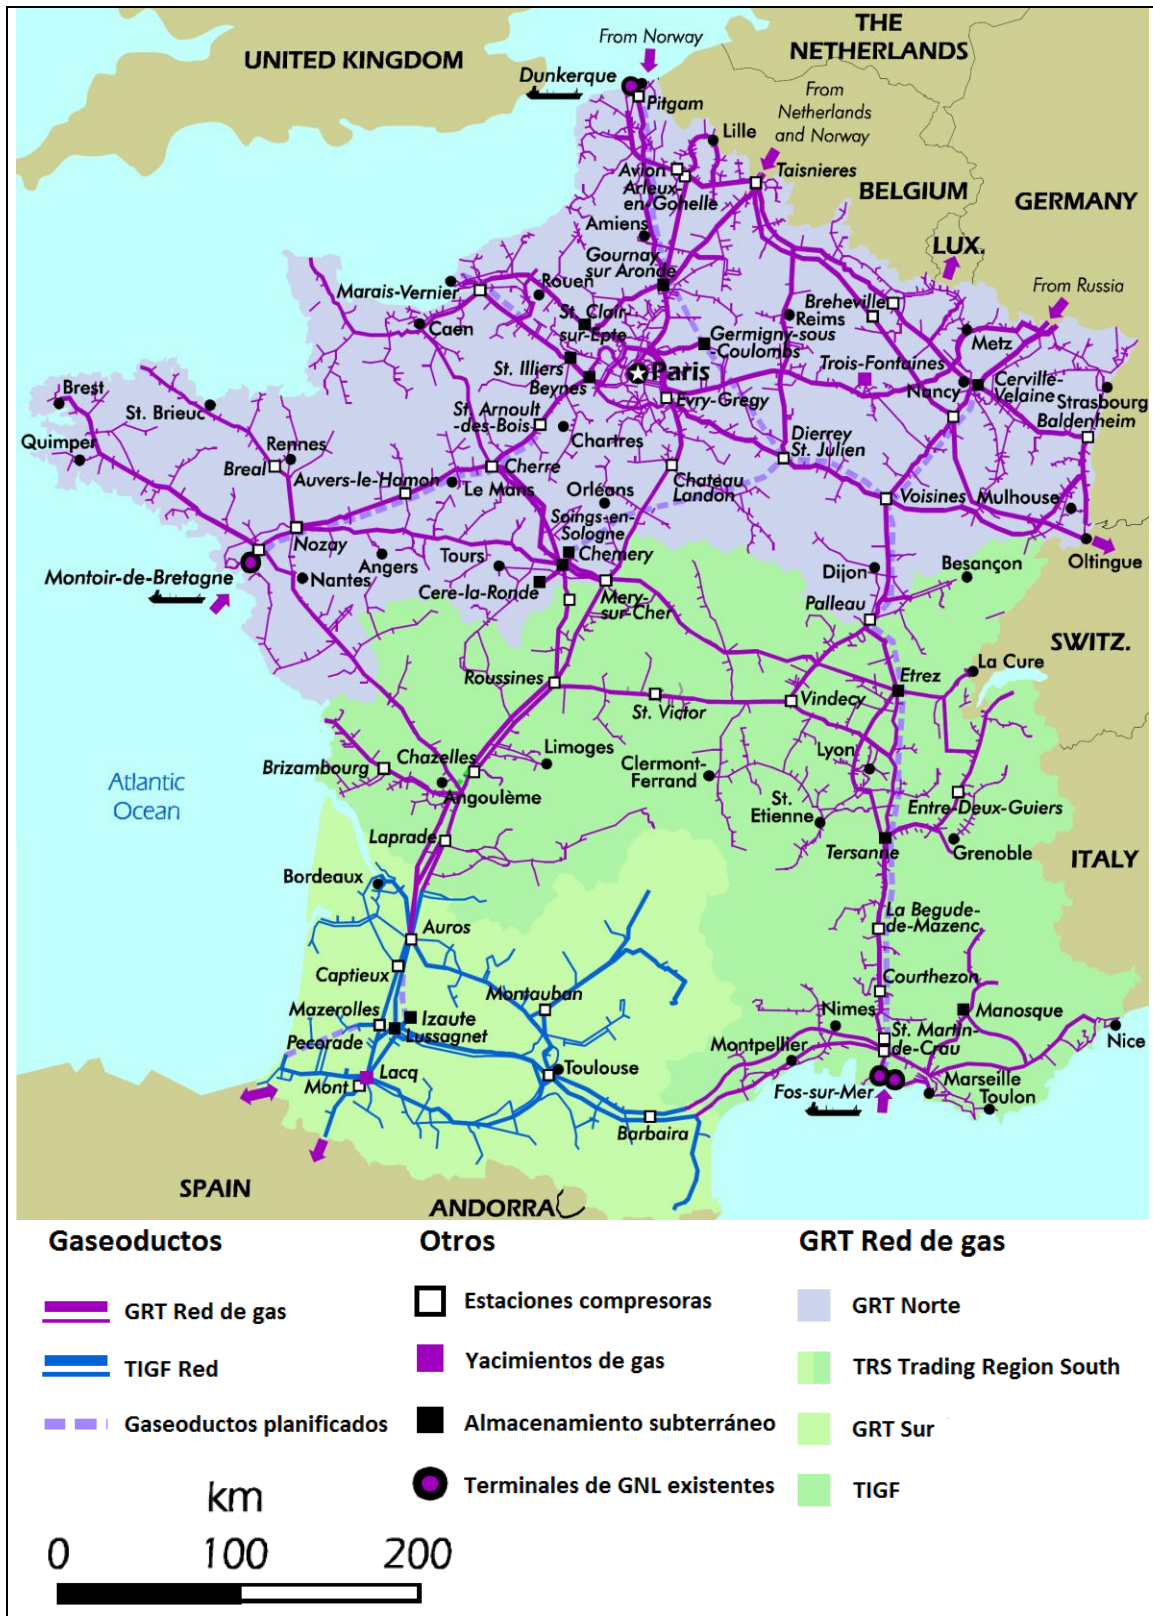 From Norway
THE
NETHERLANDS
UNITED KINGDOM
Dunkerque
Pitgam
From
Netherlands
and Norway
Lille
Avion
Taisnieres
Arleux-
en-Gohelle
BELGIUM
GERMANY
Amiens
LUX.
Gournay
sur Aronde
From Russia
Marais-Vernier
Rouen
Breheville
Caen
St. Clair-
sur-Epte
Reims
Germigny-sous
Coulombs
Metz
St. Illiers
Trois-Fontaines
Paris
Beynes
Nancy
Cerville-
Velaine
Brest
Strasbourg
St. Brieuc
Evry-Gregy
St. Arnoult
-des-Bois
Baldenheim
Chartres
Quimper
Rennes
Dierrey
St. Julien
Breal
Cherre
Chateau
Landon
Auvers-le-Hamon
Le Mans
Orléans
Voisines
Mulhouse
Soings-en-
Sologne
Nozay
Chemery
Tours
Angers
Oltingue
Montoir-de-Bretagne
Nantes
Cere-la-Ronde
Dijon
Besançon
Mery-
sur-Cher
Palleau
SWITZ.
La Cure
Roussines
Etrez
St. Victor
Vindecy
Chazelles
Limoges
Lyon
Brizambourg
Clermont-
Ferrand
Atlantic
Ocean
Angoulème
St.
Etienne
Entre-Deux-Guiers
Laprade
Tersanne
Grenoble
ITALY
Bordeaux
La Begude-
de-Mazenc
Auros
Captieux
Courthezon
Montauban
Mazerolles
Izaute
Nimes
Manosque
Lussagnet
St. Martin-
de-Crau
Pecorade
Nice
Montpellier
Lacq
Toulouse
Mont
Marseille
Fos-sur-Mer
Toulon
Barbaira
SPAIN
ANDORRA
Gaseoductos
GRT Red de gas
TIGF Red
Gaseoductos planificados
Otros
Estaciones compresoras
Yacimientos de gas
Almacenamiento subterráneo
Terminales de GNL existentes
GRT Red de gas
GRT Norte
TRS Trading Region South
GRT Sur
TIGF
km
0 100 200